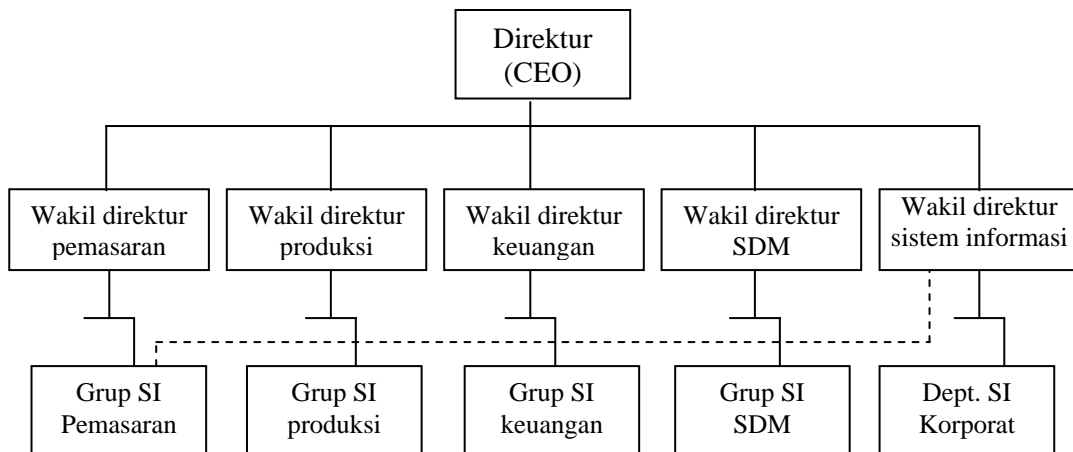 Direktur
(CEO)
Wakil direktur
pemasaran
Wakil direktur
produksi
Wakil direktur
keuangan
Wakil direktur
SDM
Wakil direktur
sistem informasi
Grup SI
Pemasaran
Grup SI
produksi
Grup SI
keuangan
Grup SI
SDM
Dept. SI
Korporat